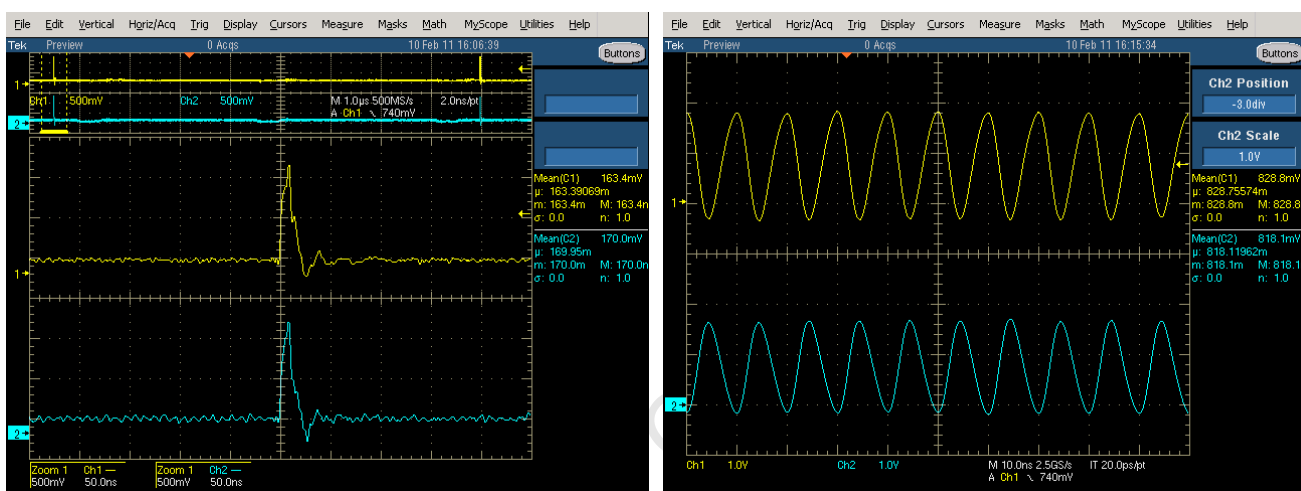 File Edit Vertical Horiz/Acq Trig Display Cursors Measure Masks Math MyScope Utilities Help
Tek Preview 0 Acqs 10 Feb 11 16:06:39
Buttons
1
Ch1 500mV Ch2 500mV M 1.0µs 500MS/s 2.0ns/pt
A Ch1 \ 740mV
2
Mean(C1) 163.4mV
µ: 163.39069m
m: 163.4m M: 163.4m
σ: 0.0 n: 1.0
Mean(C2) 170.0mV
µ: 169.95m
m: 170.0m M: 170.0n
σ: 0.0 n: 1.0
1
2
Zoom 1 Ch1 Zoom 1 Ch2
500mV 50.0ns 500mV 50.0ns
File Edit Vertical Horiz/Acq Trig Display Cursors Measure Masks Math MyScope Utilities Help
Tek Preview 0 Acqs 10 Feb 11 16:15:34
Buttons
Ch2 Position
-3.0div
Ch2 Scale
1.0V
Mean(C1) 828.8mV
µ: 828.75574m
m: 828.8m M: 828.8
σ: 0.0 n: 1.0
Mean(C2) 818.1mV
µ: 818.11962m
m: 818.1m M: 818.1
σ: 0.0 n: 1.0
1
2
Ch1 1.0V Ch2 1.0V M 10.0ns 2.5GS/s IT 20.0ps/pt
A Ch1 \ 740mV